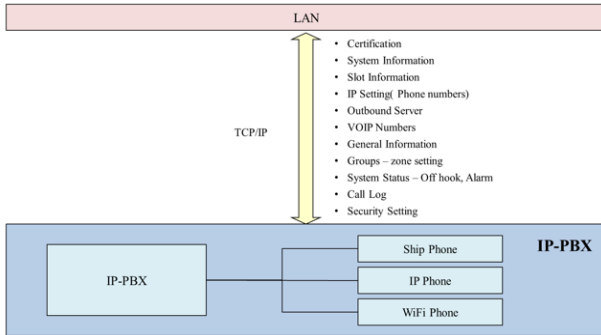 LAN
• Certification
• System Information
• Slot Information
• IP Setting( Phone numbers)
• Outbound Server
TCP/IP
• VOIP Numbers
• General Information
• Groups – zone setting
• System Status – Off hook, Alarm
• Call Log
• Security Setting
IP-PBX
Ship Phone
IP-PBX
IP Phone
WiFi Phone